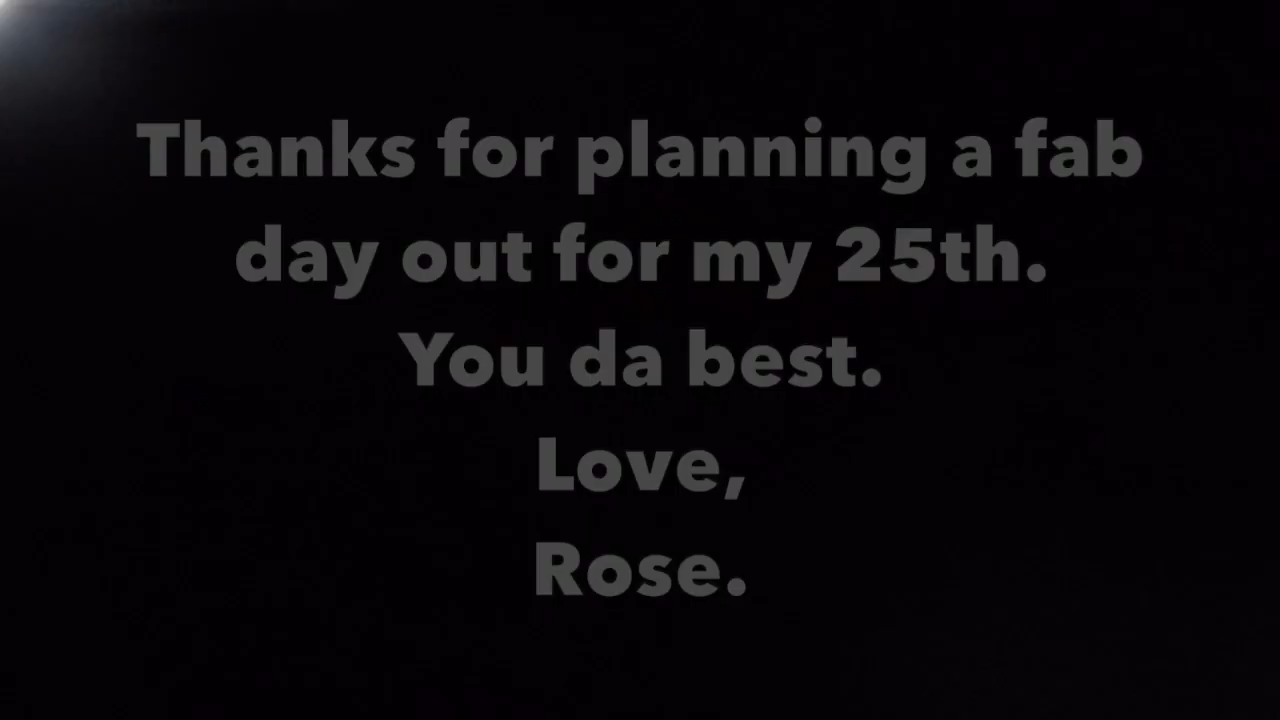 Thanks for planning a fab
day out for my 25th.
You da best.
Love,
Rose.